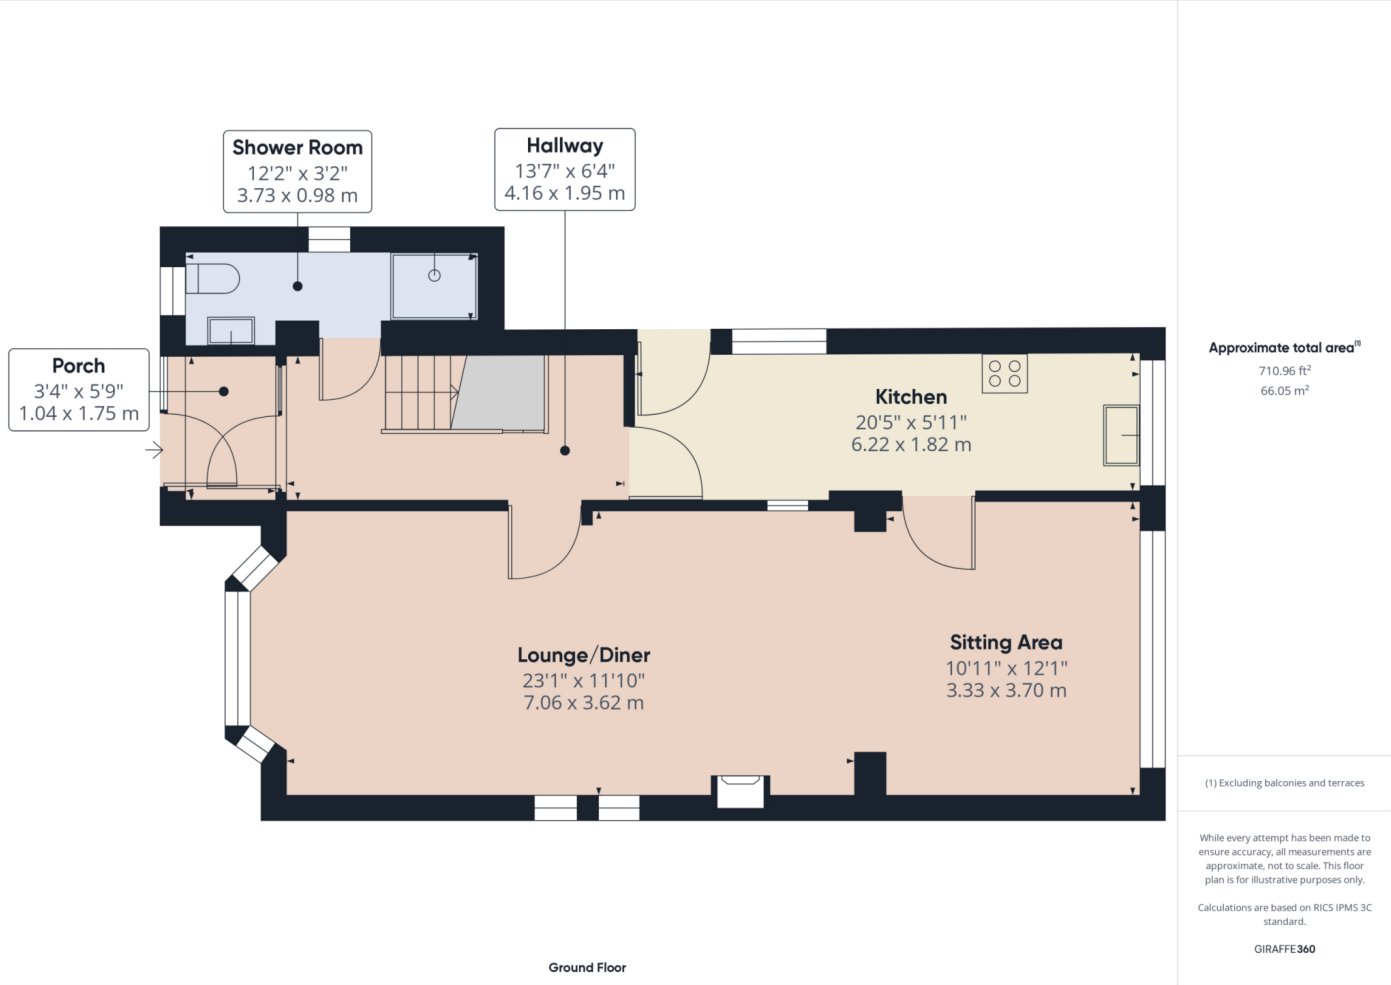 Shower Room
12'2" x 3'2"
3.73 x 0.98 m
Hallway
13'7" x 6'4"
4.16 x 1.95 m
Porch
3'4" x 5'9"
1.04 x 1.75 m
Kitchen
20'5" x 5'11"
6.22 x 1.82 m
Lounge/Diner
23'1" x 11'10"
7.06 x 3.62 m
Sitting Area
10'11" x 12'1"
3.33 x 3.70 m
Ground Floor
Approximate total area(1)
710.96 ft²
66.05 m²
(1) Excluding balconies and terraces
While every attempt has been made to
ensure accuracy, all measurements are
approximate, not to scale. This floor
plan is for illustrative purposes only.
Calculations are based on RICS IPMS 3C
standard.
GIRAFFE360